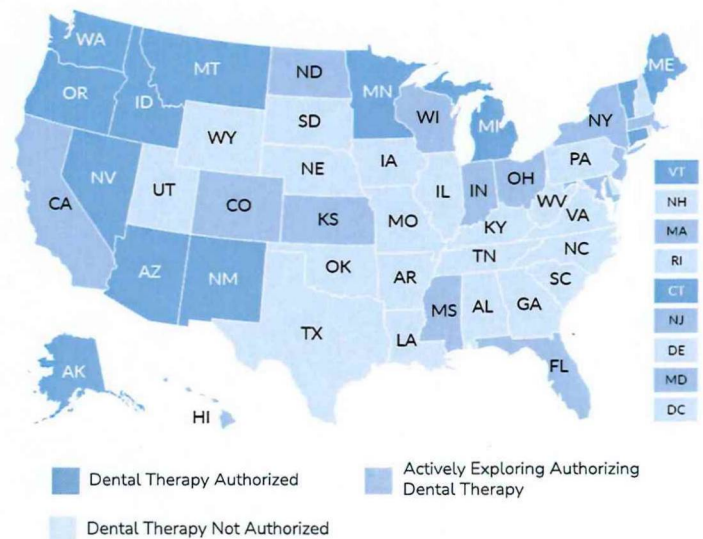 WA
MT
ND
MN
ME
OR
ID
SD
WI
MI
NY
WY
NE
IA
PA
NV
UT
CO
IL
IN
OH
VT
CA
KS
MO
KY
WV
VA
NH
MA
AZ
NM
OK
AR
TN
NC
RI
TX
LA
MS
AL
GA
SC
CT
NJ
FL
DE
AK
HI
MD
DC
Dental Therapy Authorized
Actively Exploring Authorizing
Dental Therapy
Dental Therapy Not Authorized